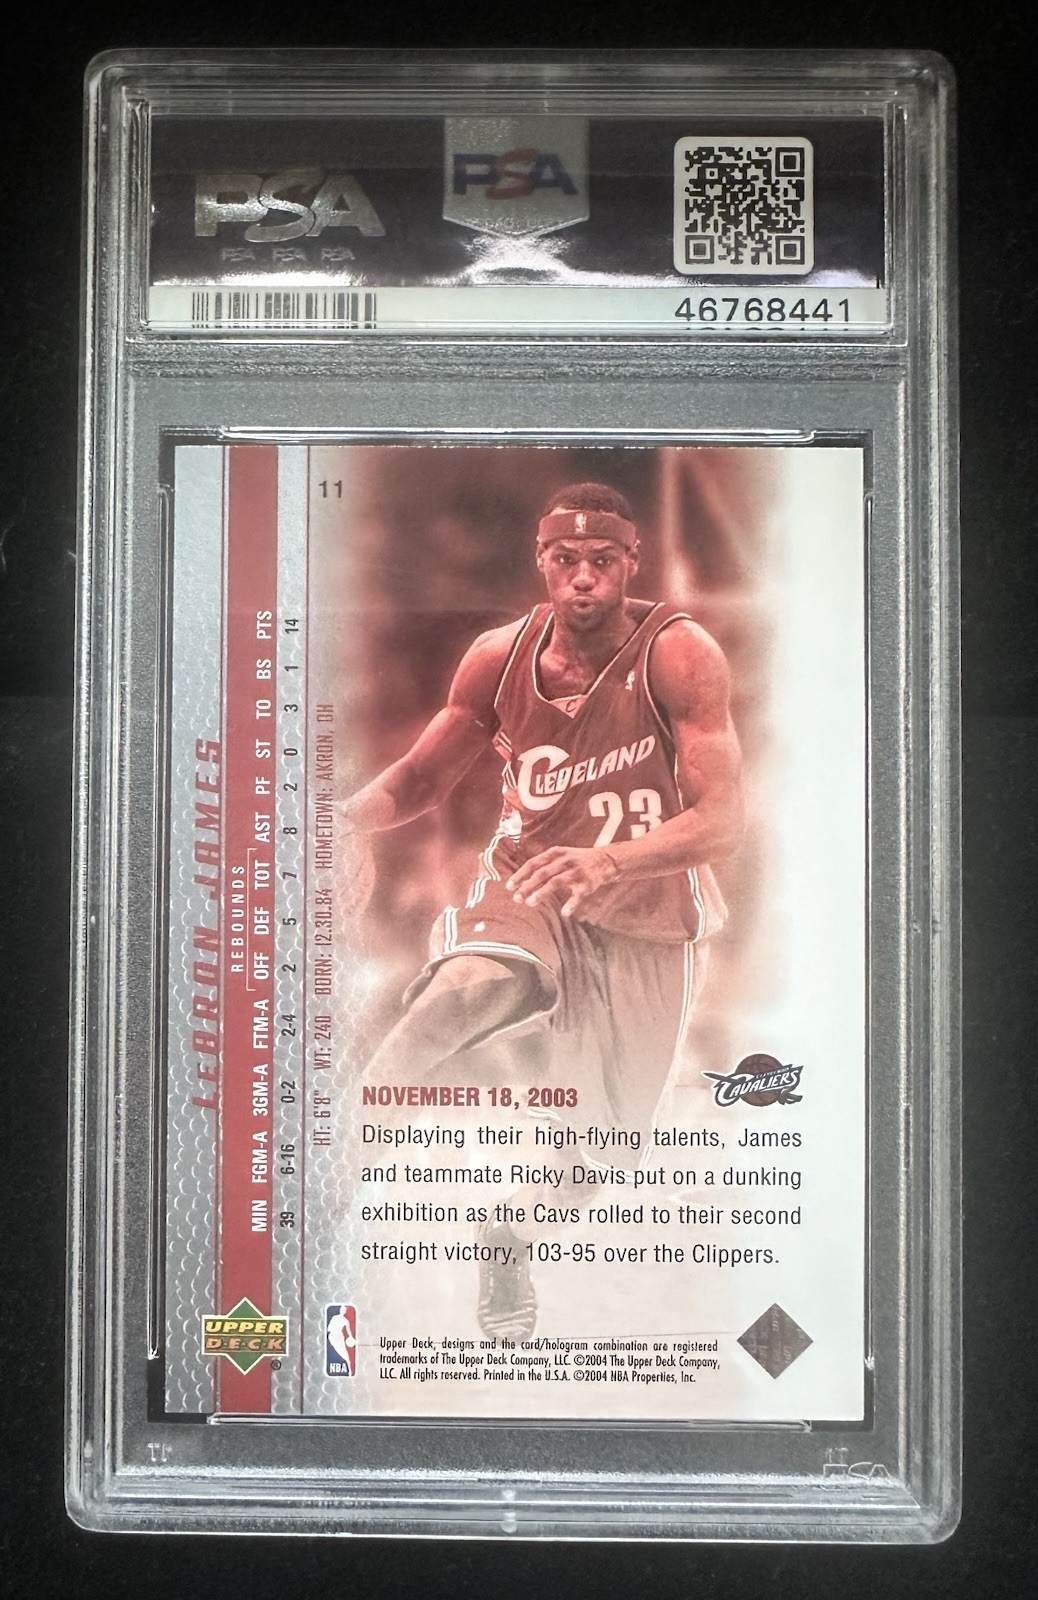 PSA
PSA
PSA PSA PSA
46768441
11
LEBRON JAMES
REBOUNDS
MIN FGM-A 3GM-A FTM-A OFF DEF TOT AST PF ST TO BS PTS
39 6-16 0-2 2-4 2 5 7 8 2 0 3 1 14
HT: 6'8" WT: 240 BORN: 12.30.84 HOMETOWN: AKRON, OH
C
CLEVELAND
23
CAVALIERS
NOVEMBER 18, 2003
Displaying their high-flying talents, James
and teammate Ricky Davis put on a dunking
exhibition as the Cavs rolled to their second
straight victory, 103-95 over the Clippers.
UPPER
D·E·C·K
®
NBA
Upper Deck, designs and the card/hologram combination are registered
trademarks of The Upper Deck Company, LLC. ©2004 The Upper Deck Company,
LLC. All rights reserved. Printed in the U.S.A. ©2004 NBA Properties, Inc.
PSA